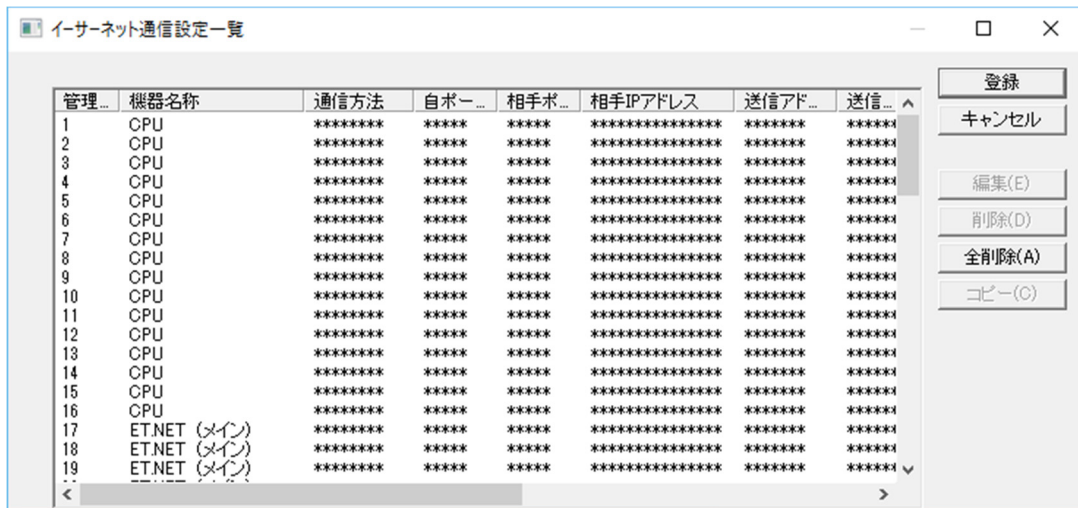 イーサーネット通信設定一覧
管理... 機器名称 通信方法 自ポー... 相手ポ... 相手IPアドレス 送信アド... 送信...
1 CPU ******** ***** ***** *************** ******* ******
2 CPU ******** ***** ***** *************** ******* ******
3 CPU ******** ***** ***** *************** ******* ******
4 CPU ******** ***** ***** *************** ******* ******
5 CPU ******** ***** ***** *************** ******* ******
6 CPU ******** ***** ***** *************** ******* ******
7 CPU ******** ***** ***** *************** ******* ******
8 CPU ******** ***** ***** *************** ******* ******
9 CPU ******** ***** ***** *************** ******* ******
10 CPU ******** ***** ***** *************** ******* ******
11 CPU ******** ***** ***** *************** ******* ******
12 CPU ******** ***** ***** *************** ******* ******
13 CPU ******** ***** ***** *************** ******* ******
14 CPU ******** ***** ***** *************** ******* ******
15 CPU ******** ***** ***** *************** ******* ******
16 CPU ******** ***** ***** *************** ******* ******
17 ET.NET (メイン) ******** ***** ***** *************** ******* ******
18 ET.NET (メイン) ******** ***** ***** *************** ******* ******
19 ET.NET (メイン) ******** ***** ***** *************** ******* ******
登録
キャンセル
編集(E)
削除(D)
全削除(A)
コピー(C)